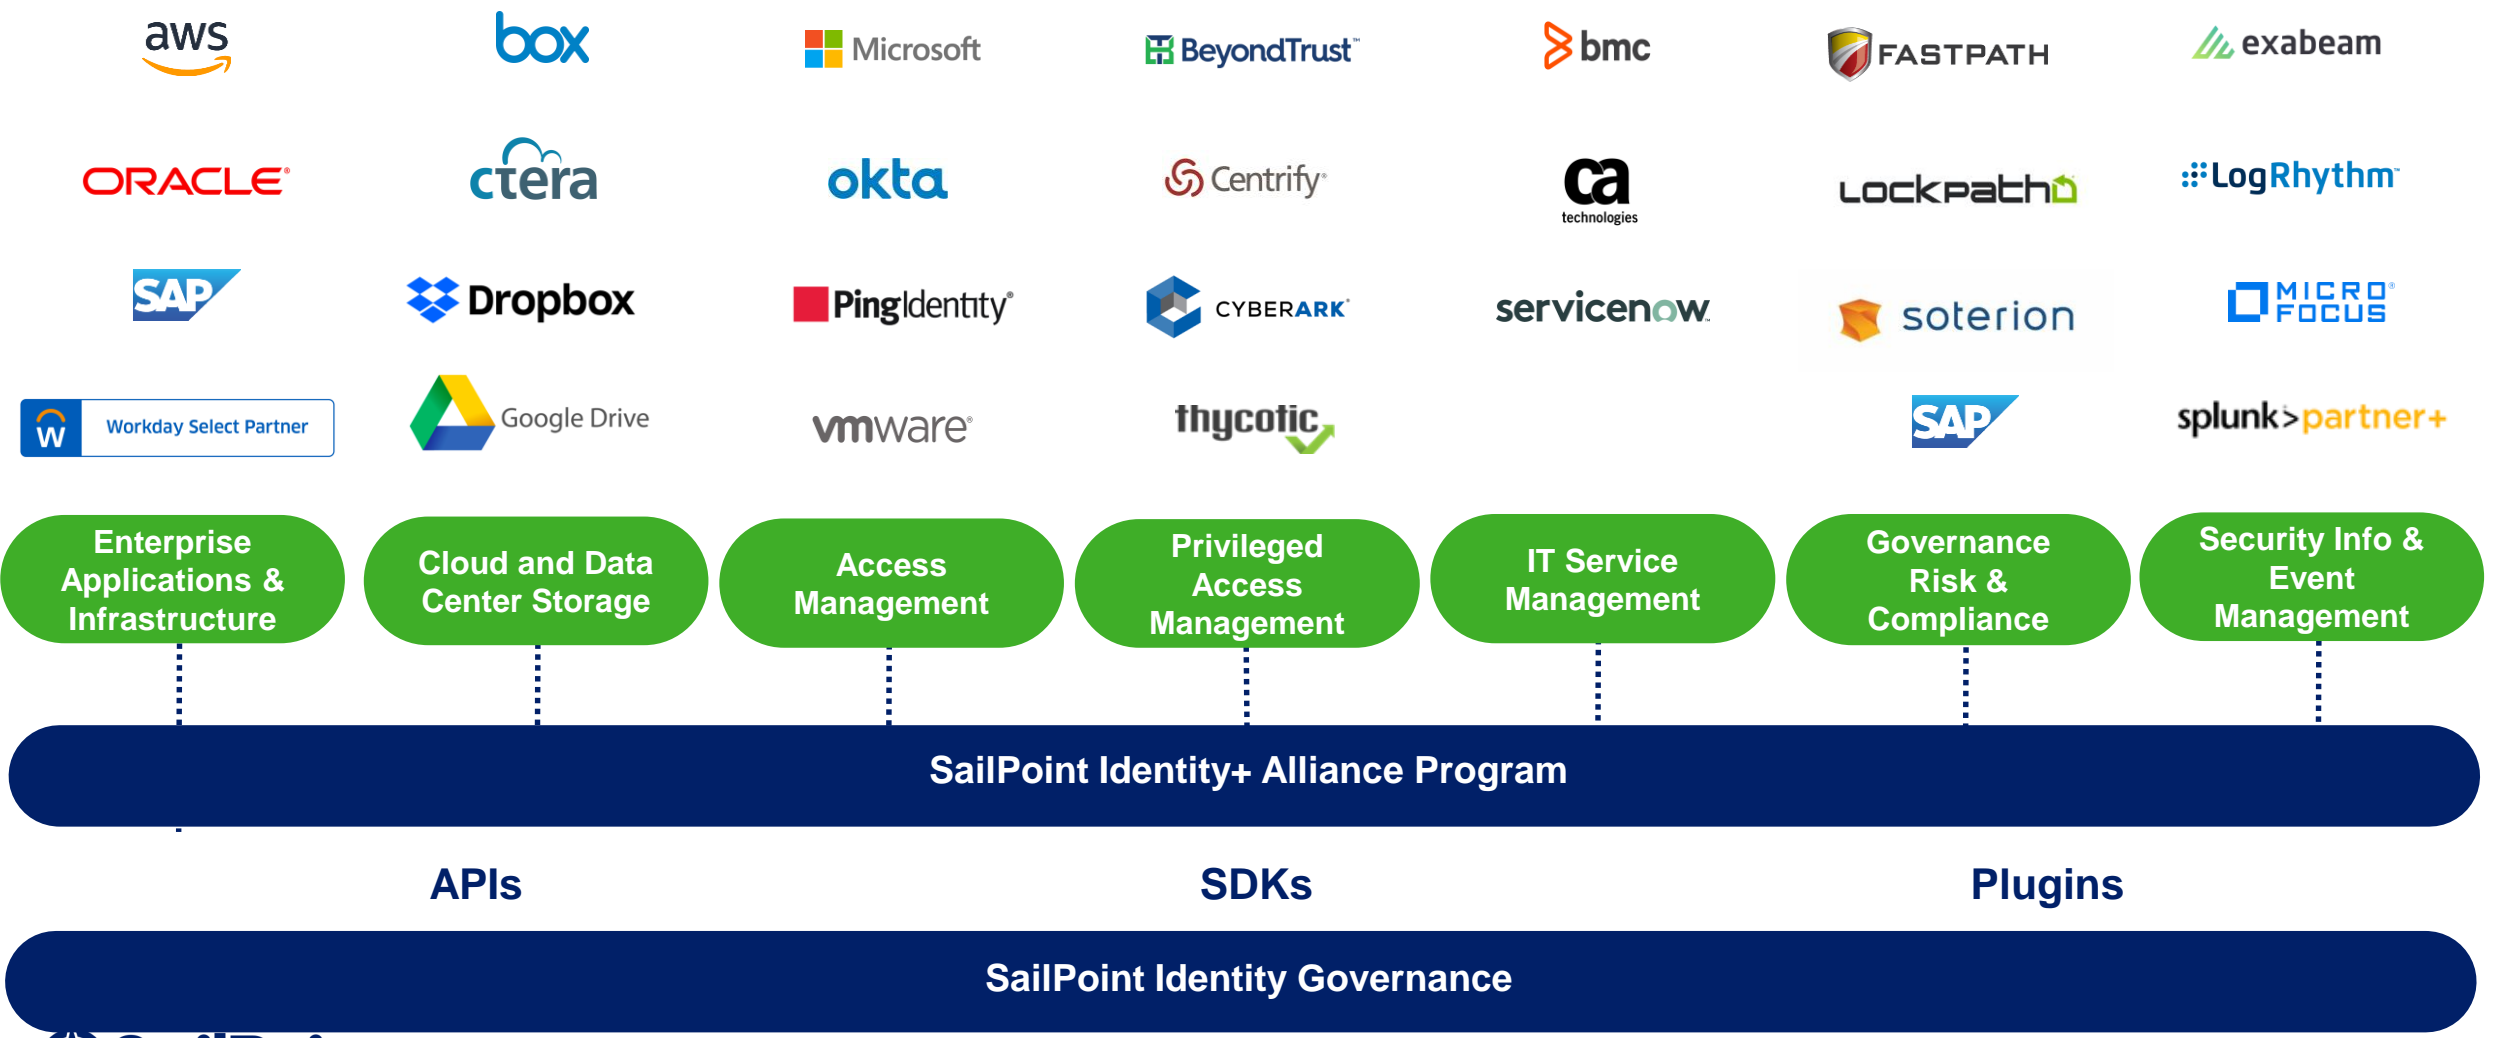 aws
box
Microsoft
BeyondTrust™
bmc
FASTPATH
exabeam
ORACLE®
ctera
okta
Centrify®
ca
technologies
LOCKPATH
LogRhythm™
SAP
Dropbox
PingIdentity®
CYBERARK®
servicenow™
soterion
MICRO®
FOCUS
W
Workday Select Partner
Google Drive
vmware®
thycotic
SAP
splunk>partner+
Enterprise
Applications &
Infrastructure
Cloud and Data
Center Storage
Access
Management
Privileged
Access
Management
IT Service
Management
Governance
Risk &
Compliance
Security Info &
Event
Management
SailPoint Identity+ Alliance Program
APIs
SDKs
Plugins
SailPoint Identity Governance